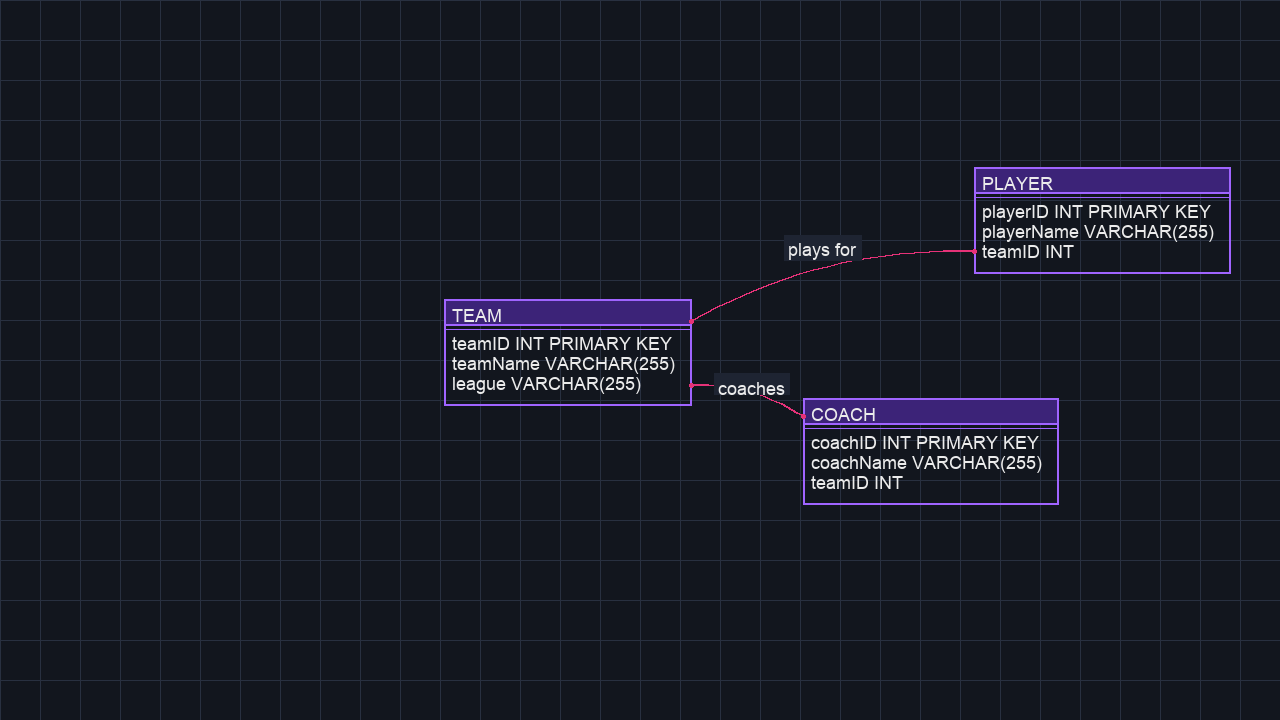 PLAYER
playerID INT PRIMARY KEY
playerName VARCHAR(255)
teamID INT
plays for
TEAM
teamID INT PRIMARY KEY
teamName VARCHAR(255)
league VARCHAR(255)
coaches
COACH
coachID INT PRIMARY KEY
coachName VARCHAR(255)
teamID INT